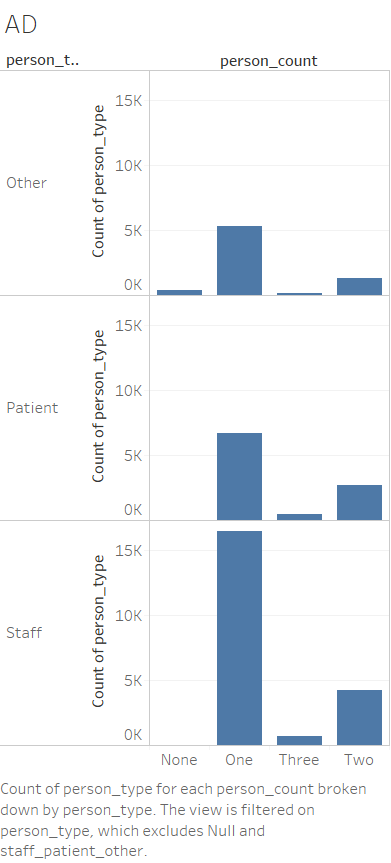 AD
person_t..
person_count
15K
10K
5K
0K
Count of person_type
Other
15K
10K
5K
0K
Count of person_type
Patient
15K
10K
5K
0K
Count of person_type
Staff
None One Three Two
Count of person_type for each person_count broken
down by person_type. The view is filtered on
person_type, which excludes Null and
staff_patient_other.